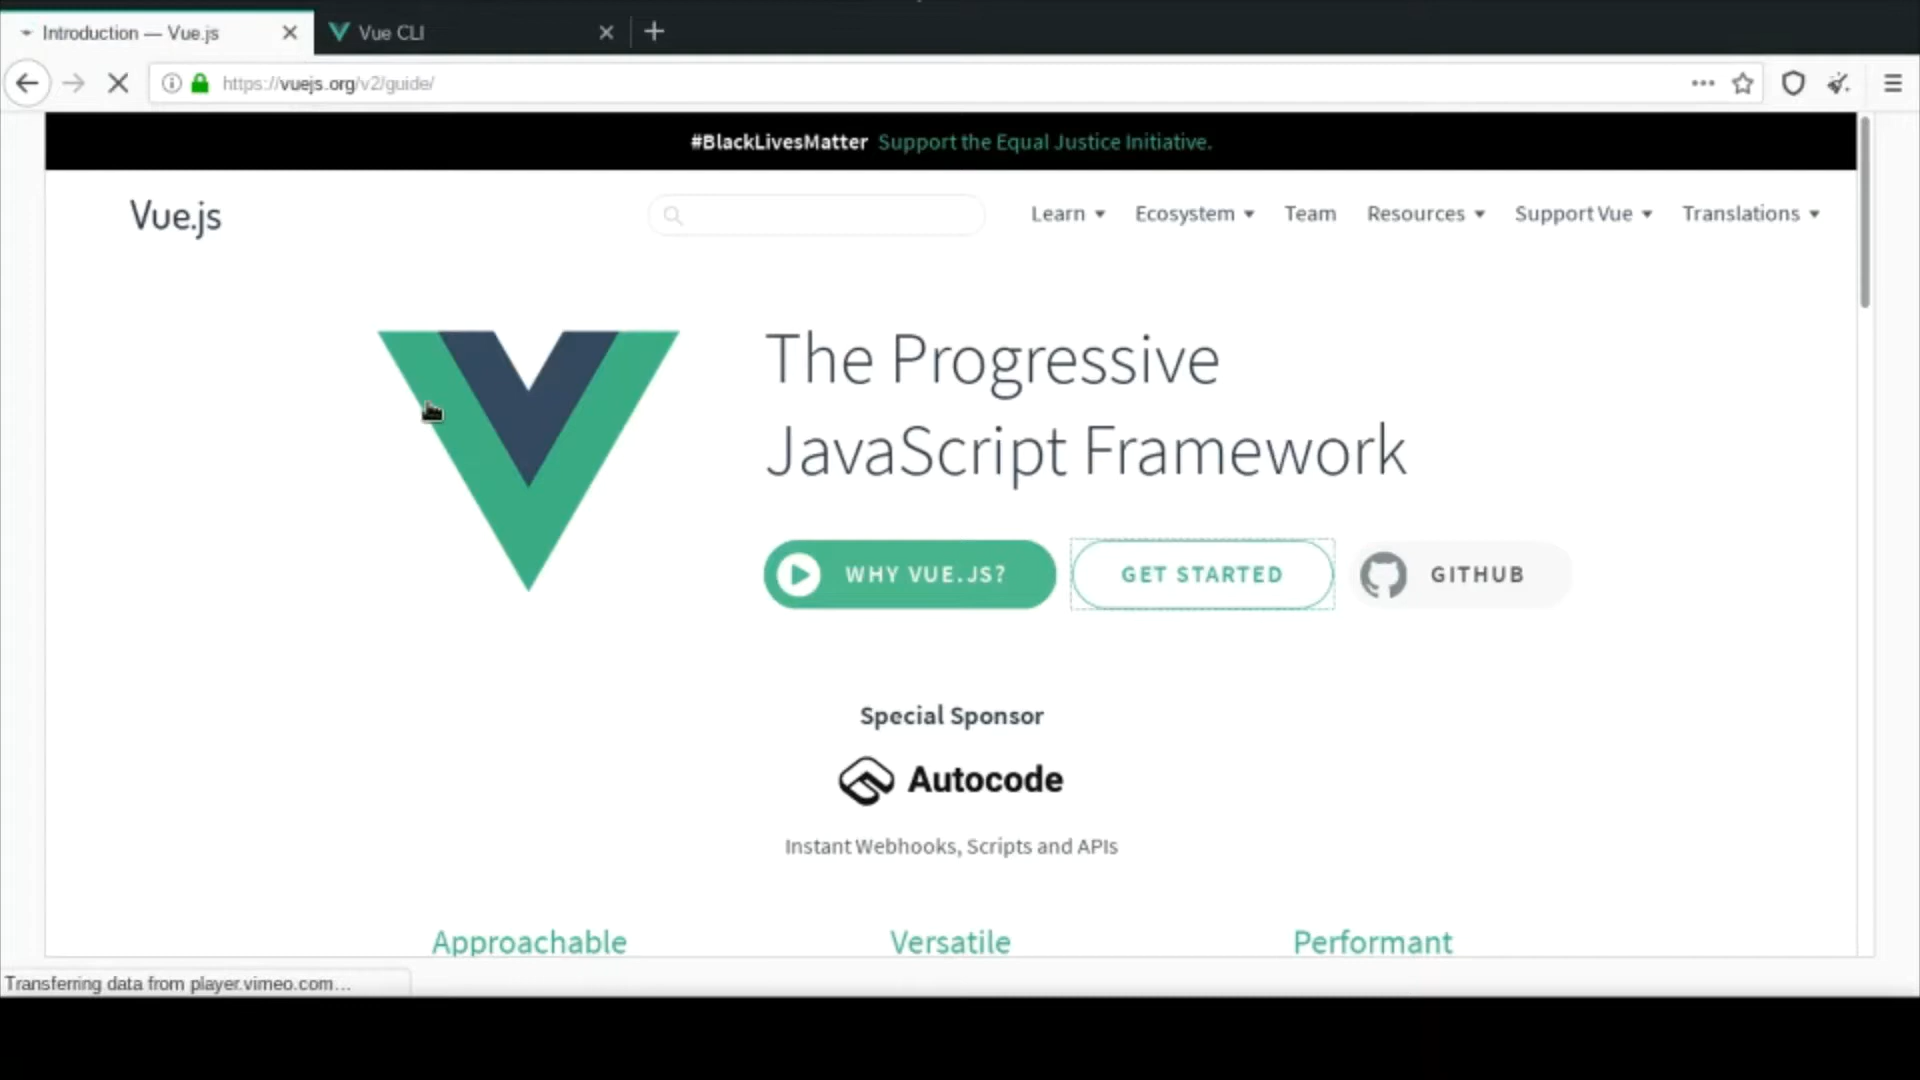 Introduction — Vue.js
Vue CLI
https://vuejs.org/v2/guide/
#BlackLivesMatter Support the Equal Justice Initiative.
Vue.js
Learn
Ecosystem
Team
Resources
Support Vue
Translations
The Progressive
JavaScript Framework
WHY VUE.JS?
GET STARTED
GITHUB
Special Sponsor
Autocode
Instant Webhooks, Scripts and APIs
Approachable
Versatile
Performant
Transferring data from player.vimeo.com...